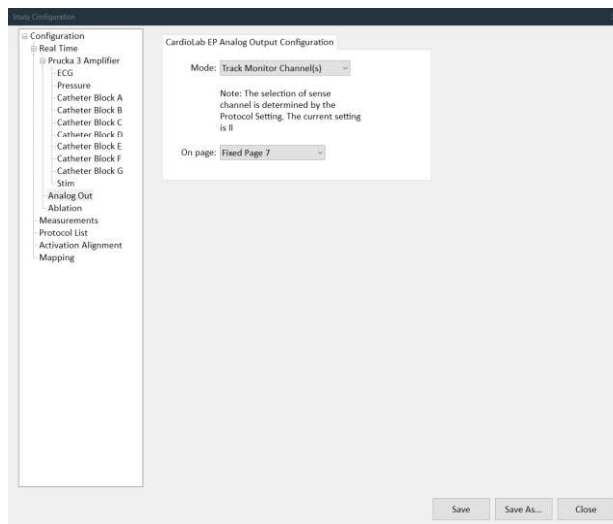 Study Configuration
Configuration
Real Time
Prucka 3 Amplifier
ECG
Pressure
Catheter Block A
Catheter Block B
Catheter Block C
Catheter Block D
Catheter Block E
Catheter Block F
Catheter Block G
Stim
Analog Out
Ablation
Measurements
Protocol List
Activation Alignment
Mapping
CardioLab EP Analog Output Configuration
Mode: Track Monitor Channel(s)
Note: The selection of sense
channel is determined by the
Protocol Setting. The current setting
is II
On page: Fixed Page 7
Save Save As... Close